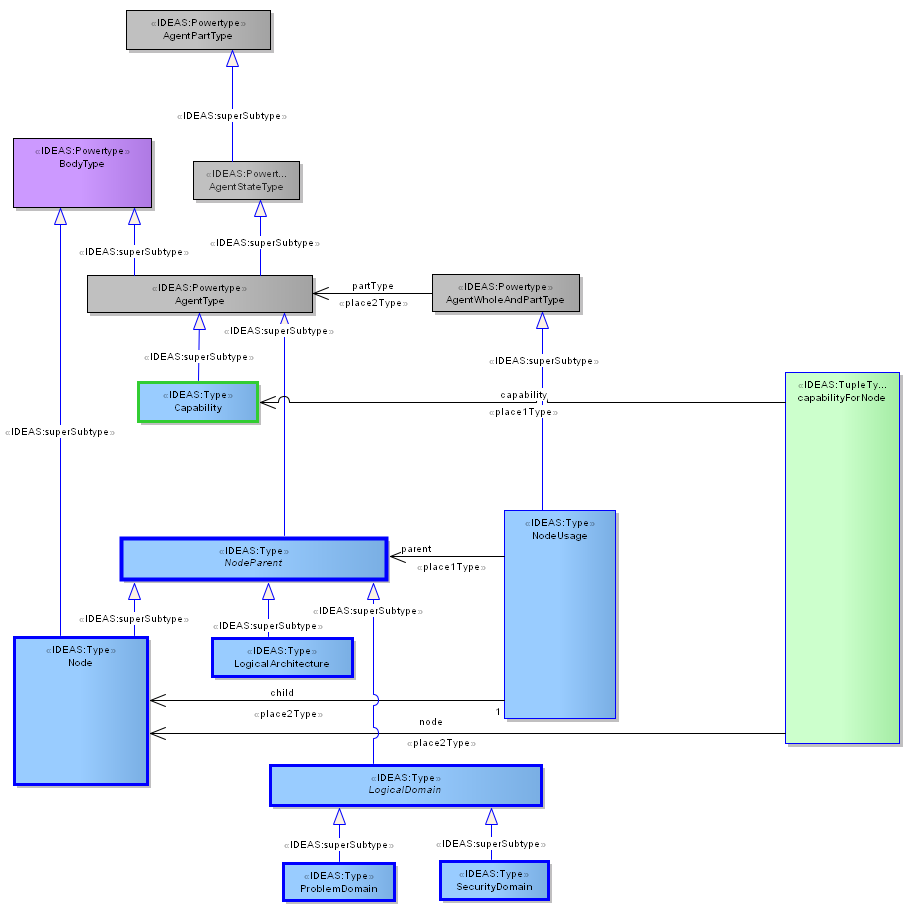 «IDEAS:Powertype»
AgentPartType
«IDEAS:superSubtype»
«IDEAS:Powertype»
BodyType
«IDEAS:Powert...
AgentStateType
«IDEAS:superSubtype»
«IDEAS:superSubtype»
«IDEAS:Powertype»
AgentType
partType
«place2Type»
«IDEAS:Powertype»
AgentWholeAndPartType
«IDEAS:superSubtype»
«IDEAS:superSubtype»
«IDEAS:superSubtype»
«IDEAS:Type»
Capability
capability
«place1Type»
«IDEAS:TupleTy...
capabilityForNode
«IDEAS:superSubtype»
«IDEAS:Type»
NodeUsage
«IDEAS:Type»
NodeParent
parent
«place1Type»
«IDEAS:superSubtype»
«IDEAS:superSubtype»
«IDEAS:superSubtype»
«IDEAS:Type»
Node
«IDEAS:Type»
LogicalArchitecture
child
«place2Type»
1
node
«place2Type»
«IDEAS:Type»
LogicalDomain
«IDEAS:superSubtype»
«IDEAS:superSubtype»
«IDEAS:Type»
ProblemDomain
«IDEAS:Type»
SecurityDomain